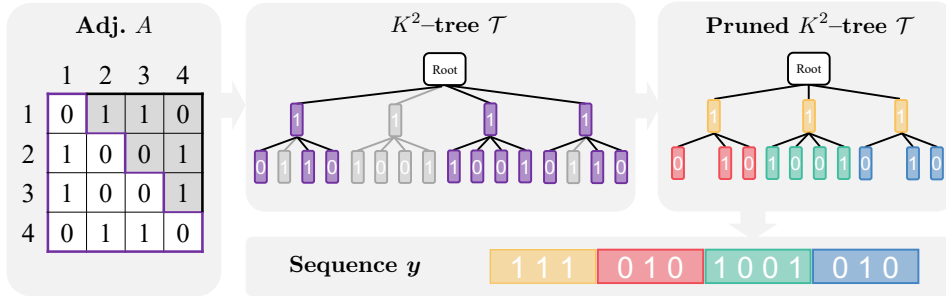 Adj. A
1 2 3 4
1 0 1 1 0
2 1 0 0 1
3 1 0 0 1
4 0 1 1 0
K²–tree 𝒯
Root
1 1 1 1
0 1 1 0 1 0 0 1 1 0 0 1 0 1 1 0
Pruned K²–tree 𝒯
Root
1 1 1
0 1 0 1 0 0 1 0 1 0
Sequence y 1 1 1 0 1 0 1 0 0 1 0 1 0